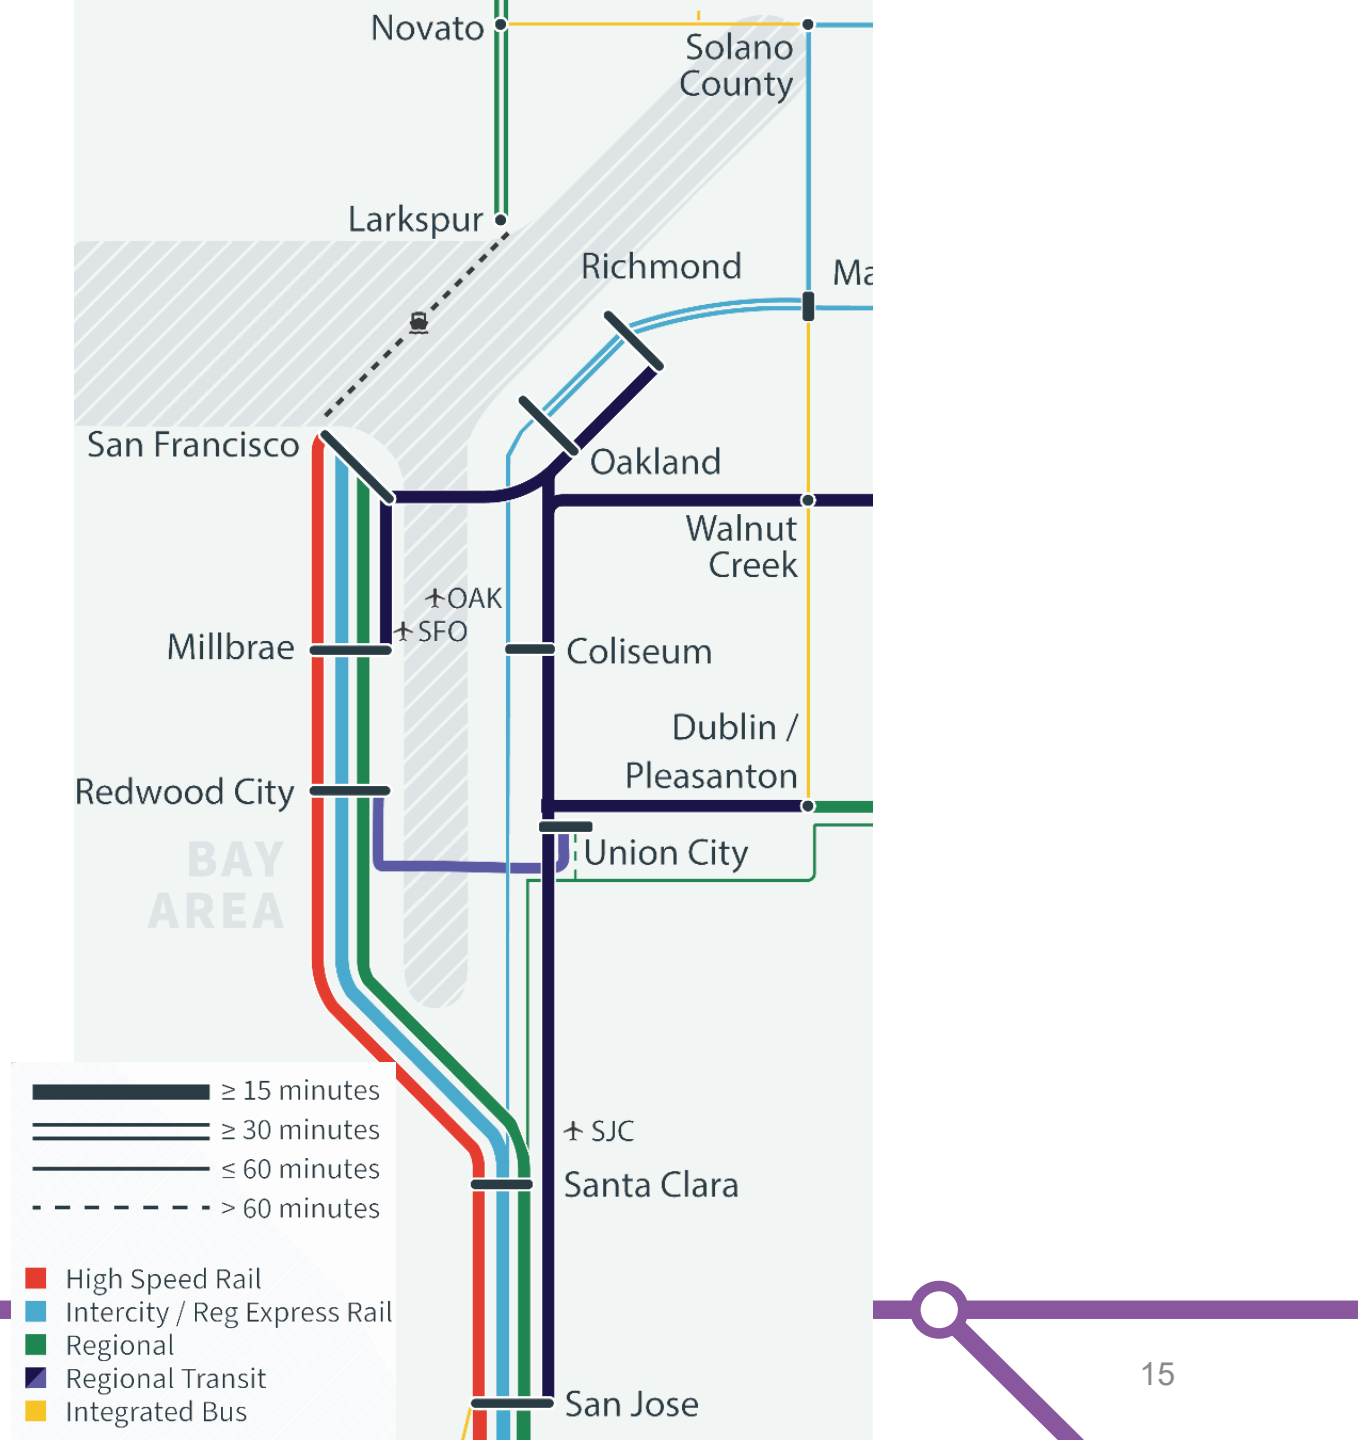 Novato
Solano
County
Larkspur
Richmond
Ma
San Francisco
Oakland
Walnut
Creek
OAK
SFO
Millbrae
Coliseum
Dublin /
Pleasanton
Redwood City
BAY
AREA
Union City
SJC
Santa Clara
San Jose
≥ 15 minutes
≥ 30 minutes
≤ 60 minutes
> 60 minutes
High Speed Rail
Intercity / Reg Express Rail
Regional
Regional Transit
Integrated Bus
15